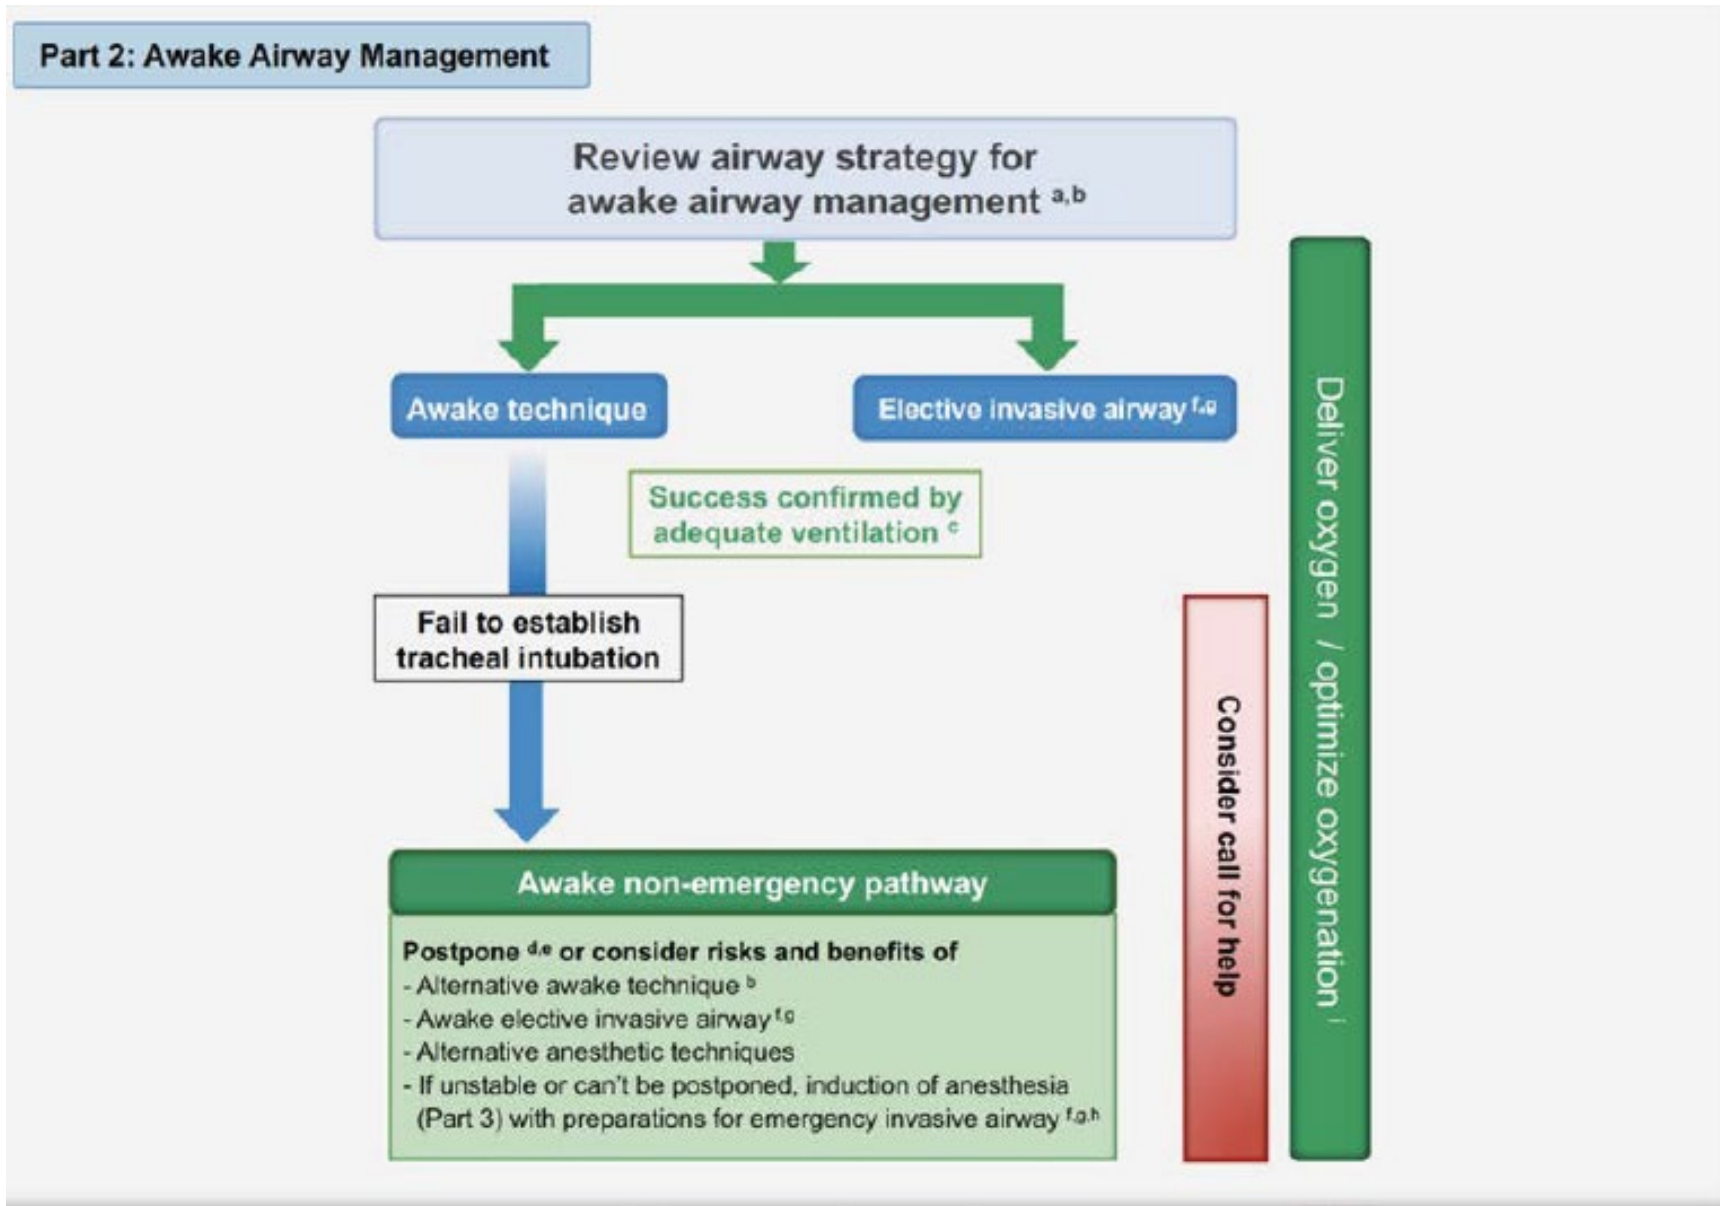 Part 2: Awake Airway Management
Review airway strategy for
awake airway management a,b
Awake technique
Elective invasive airway f,g
Success confirmed by
adequate ventilation c
Fail to establish
tracheal intubation
Awake non-emergency pathway
Postpone d,e or consider risks and benefits of
- Alternative awake technique b
- Awake elective invasive airway f,g
- Alternative anesthetic techniques
- If unstable or can't be postponed, induction of anesthesia
(Part 3) with preparations for emergency invasive airway f,g,h
Consider call for help
Deliver oxygen / optimize oxygenation i